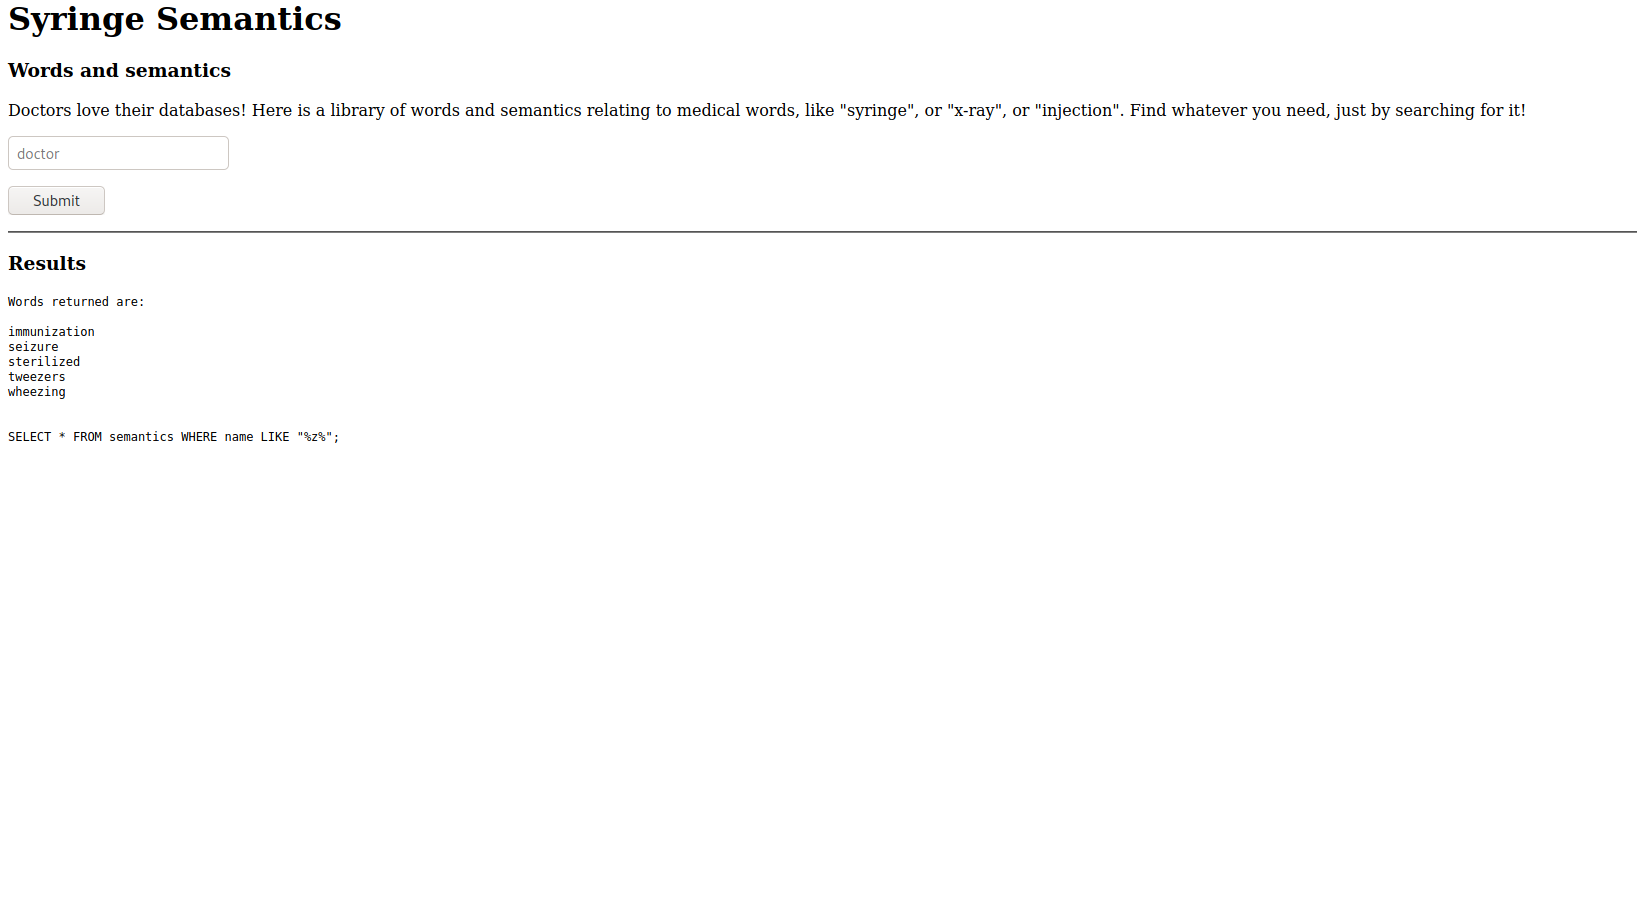 Syringe Semantics
Words and semantics
Doctors love their databases! Here is a library of words and semantics relating to medical words, like "syringe", or "x-ray", or "injection". Find whatever you need, just by searching for it!
doctor
Submit
Results
Words returned are:
immunization
seizure
sterilized
tweezers
wheezing
SELECT * FROM semantics WHERE name LIKE "%z%";